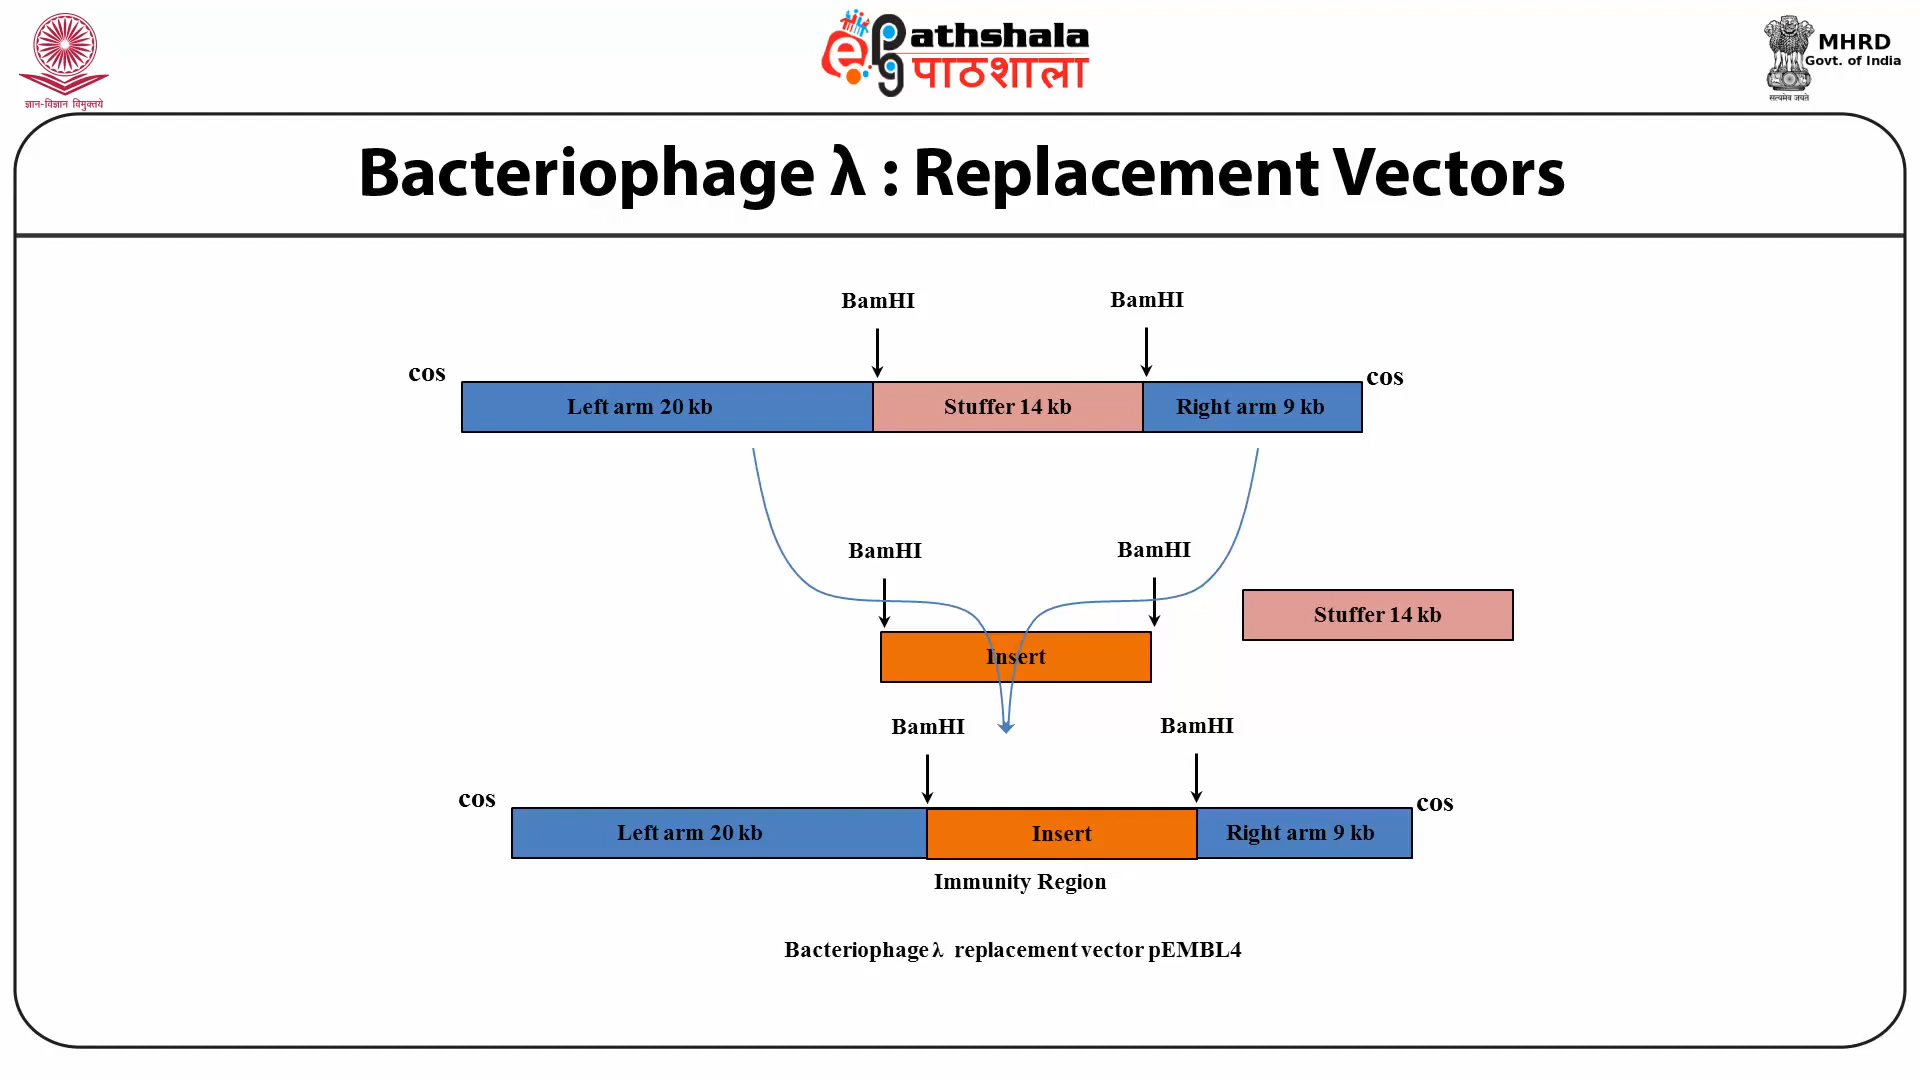 ज्ञान-विज्ञान विमुक्तये
ePathshala
पाठशाला
MHRD
Govt. of India
सत्यमेव जयते
Bacteriophage λ : Replacement Vectors
BamHI BamHI
cos cos
Left arm 20 kb Stuffer 14 kb Right arm 9 kb
BamHI BamHI
Stuffer 14 kb
Insert
BamHI BamHI
cos cos
Left arm 20 kb Insert Right arm 9 kb
Immunity Region
Bacteriophage λ replacement vector pEMBL4